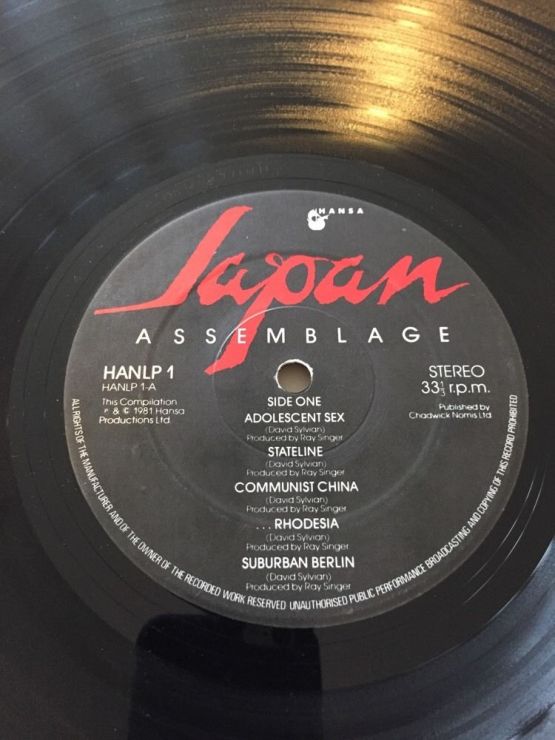 HANSA
Japan
ASSEMBLAGE
HANLP 1
HANLP 1-A
This Compilation
℗ & © 1981 Hansa
Productions Ltd.
STEREO
33⅓ r.p.m.
Published by
Chadwick Nomis Ltd.
SIDE ONE
ADOLESCENT SEX
(David Sylvian)
Produced by Ray Singer
STATELINE
(David Sylvian)
Produced by Ray Singer
COMMUNIST CHINA
(David Sylvian)
Produced by Ray Singer
...RHODESIA
(David Sylvian)
Produced by Ray Singer
SUBURBAN BERLIN
(David Sylvian)
Produced by Ray Singer
ALL RIGHTS OF THE MANUFACTURER AND OF THE OWNER OF THE RECORDED WORK RESERVED UNAUTHORISED PUBLIC PERFORMANCE BROADCASTING AND COPYING OF THIS RECORD PROHIBITED